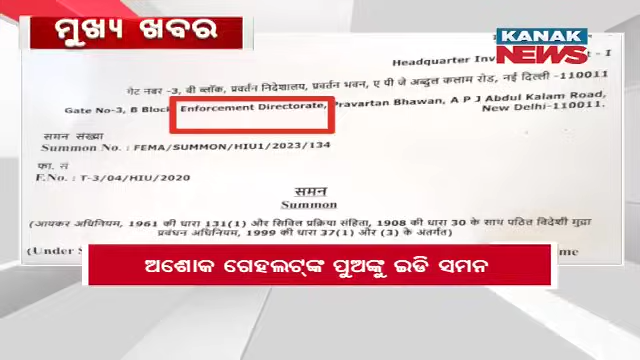 ମୁଖ୍ୟ ଖବର
KANAK
NEWS
Headquarter Inv - I
गेट नबर -3, बी ब्लॉक, प्रवर्तन निदेशालय, प्रवर्तन भवन, ए पी जे अब्दुल कलाम रोड, नई दिल्ली -110011
Gate No-3, B Block, Enforcement Directorate, Pravartan Bhawan, A P J Abdul Kalam Road,
New Delhi-110011.
समन संख्या
Summon No. : FEMA/SUMMON/HIU1/2023/134
फा. सं
F.No. : T-3/04/HIU/2020
समन
Summon
(आयकर अधिनियम, 1961 की धारा 131(1) और सिविल प्रक्रिया संहिता, 1908 की धारा 30 के साथ पठित विदेशी मुद्रा
प्रबंधन अधिनियम, 1999 की धारा 37(1) और (3) के अंतर्गत)
(Under
ଅଶୋକ ଗେହଲଟ୍‌ଙ୍କ ପୁଅଙ୍କୁ ଇଡି ସମନ